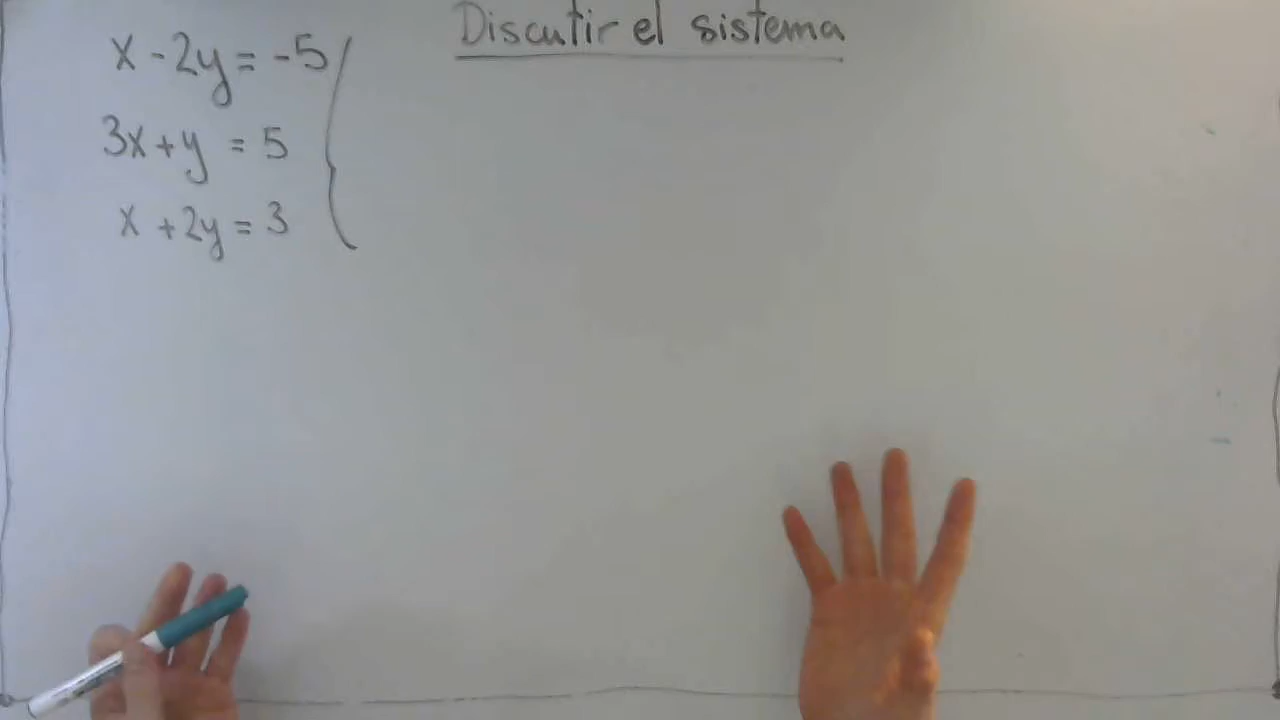 Discutir el sistema
x - 2y = -5
3x + y = 5
x + 2y = 3